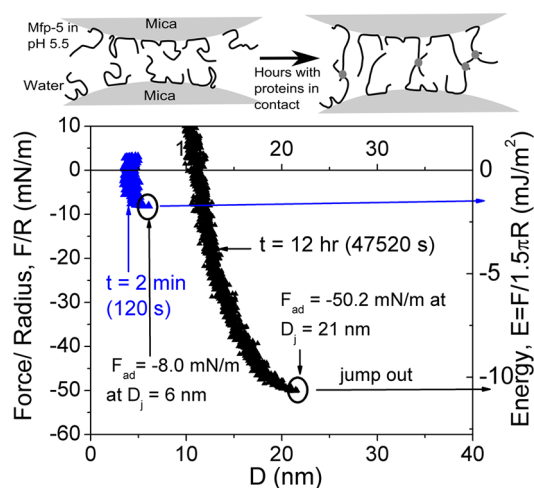 Mfp-5 in
pH 5.5
Mica
Water
Mica
Hours with
proteins in
contact
10
0
-10
-20
-30
-40
-50
-60
Force/ Radius, F/R (mN/m)
10 20 30
0
-5
-10
Energy, E=F/1.5πR (mJ/m²)
t = 2 min
(120 s)
t = 12 hr (47520 s)
F_ad = -50.2 mN/m at
D_j = 21 nm
F_ad = -8.0 mN/m
at D_j = 6 nm
jump out
0 10 20 30 40
D (nm)